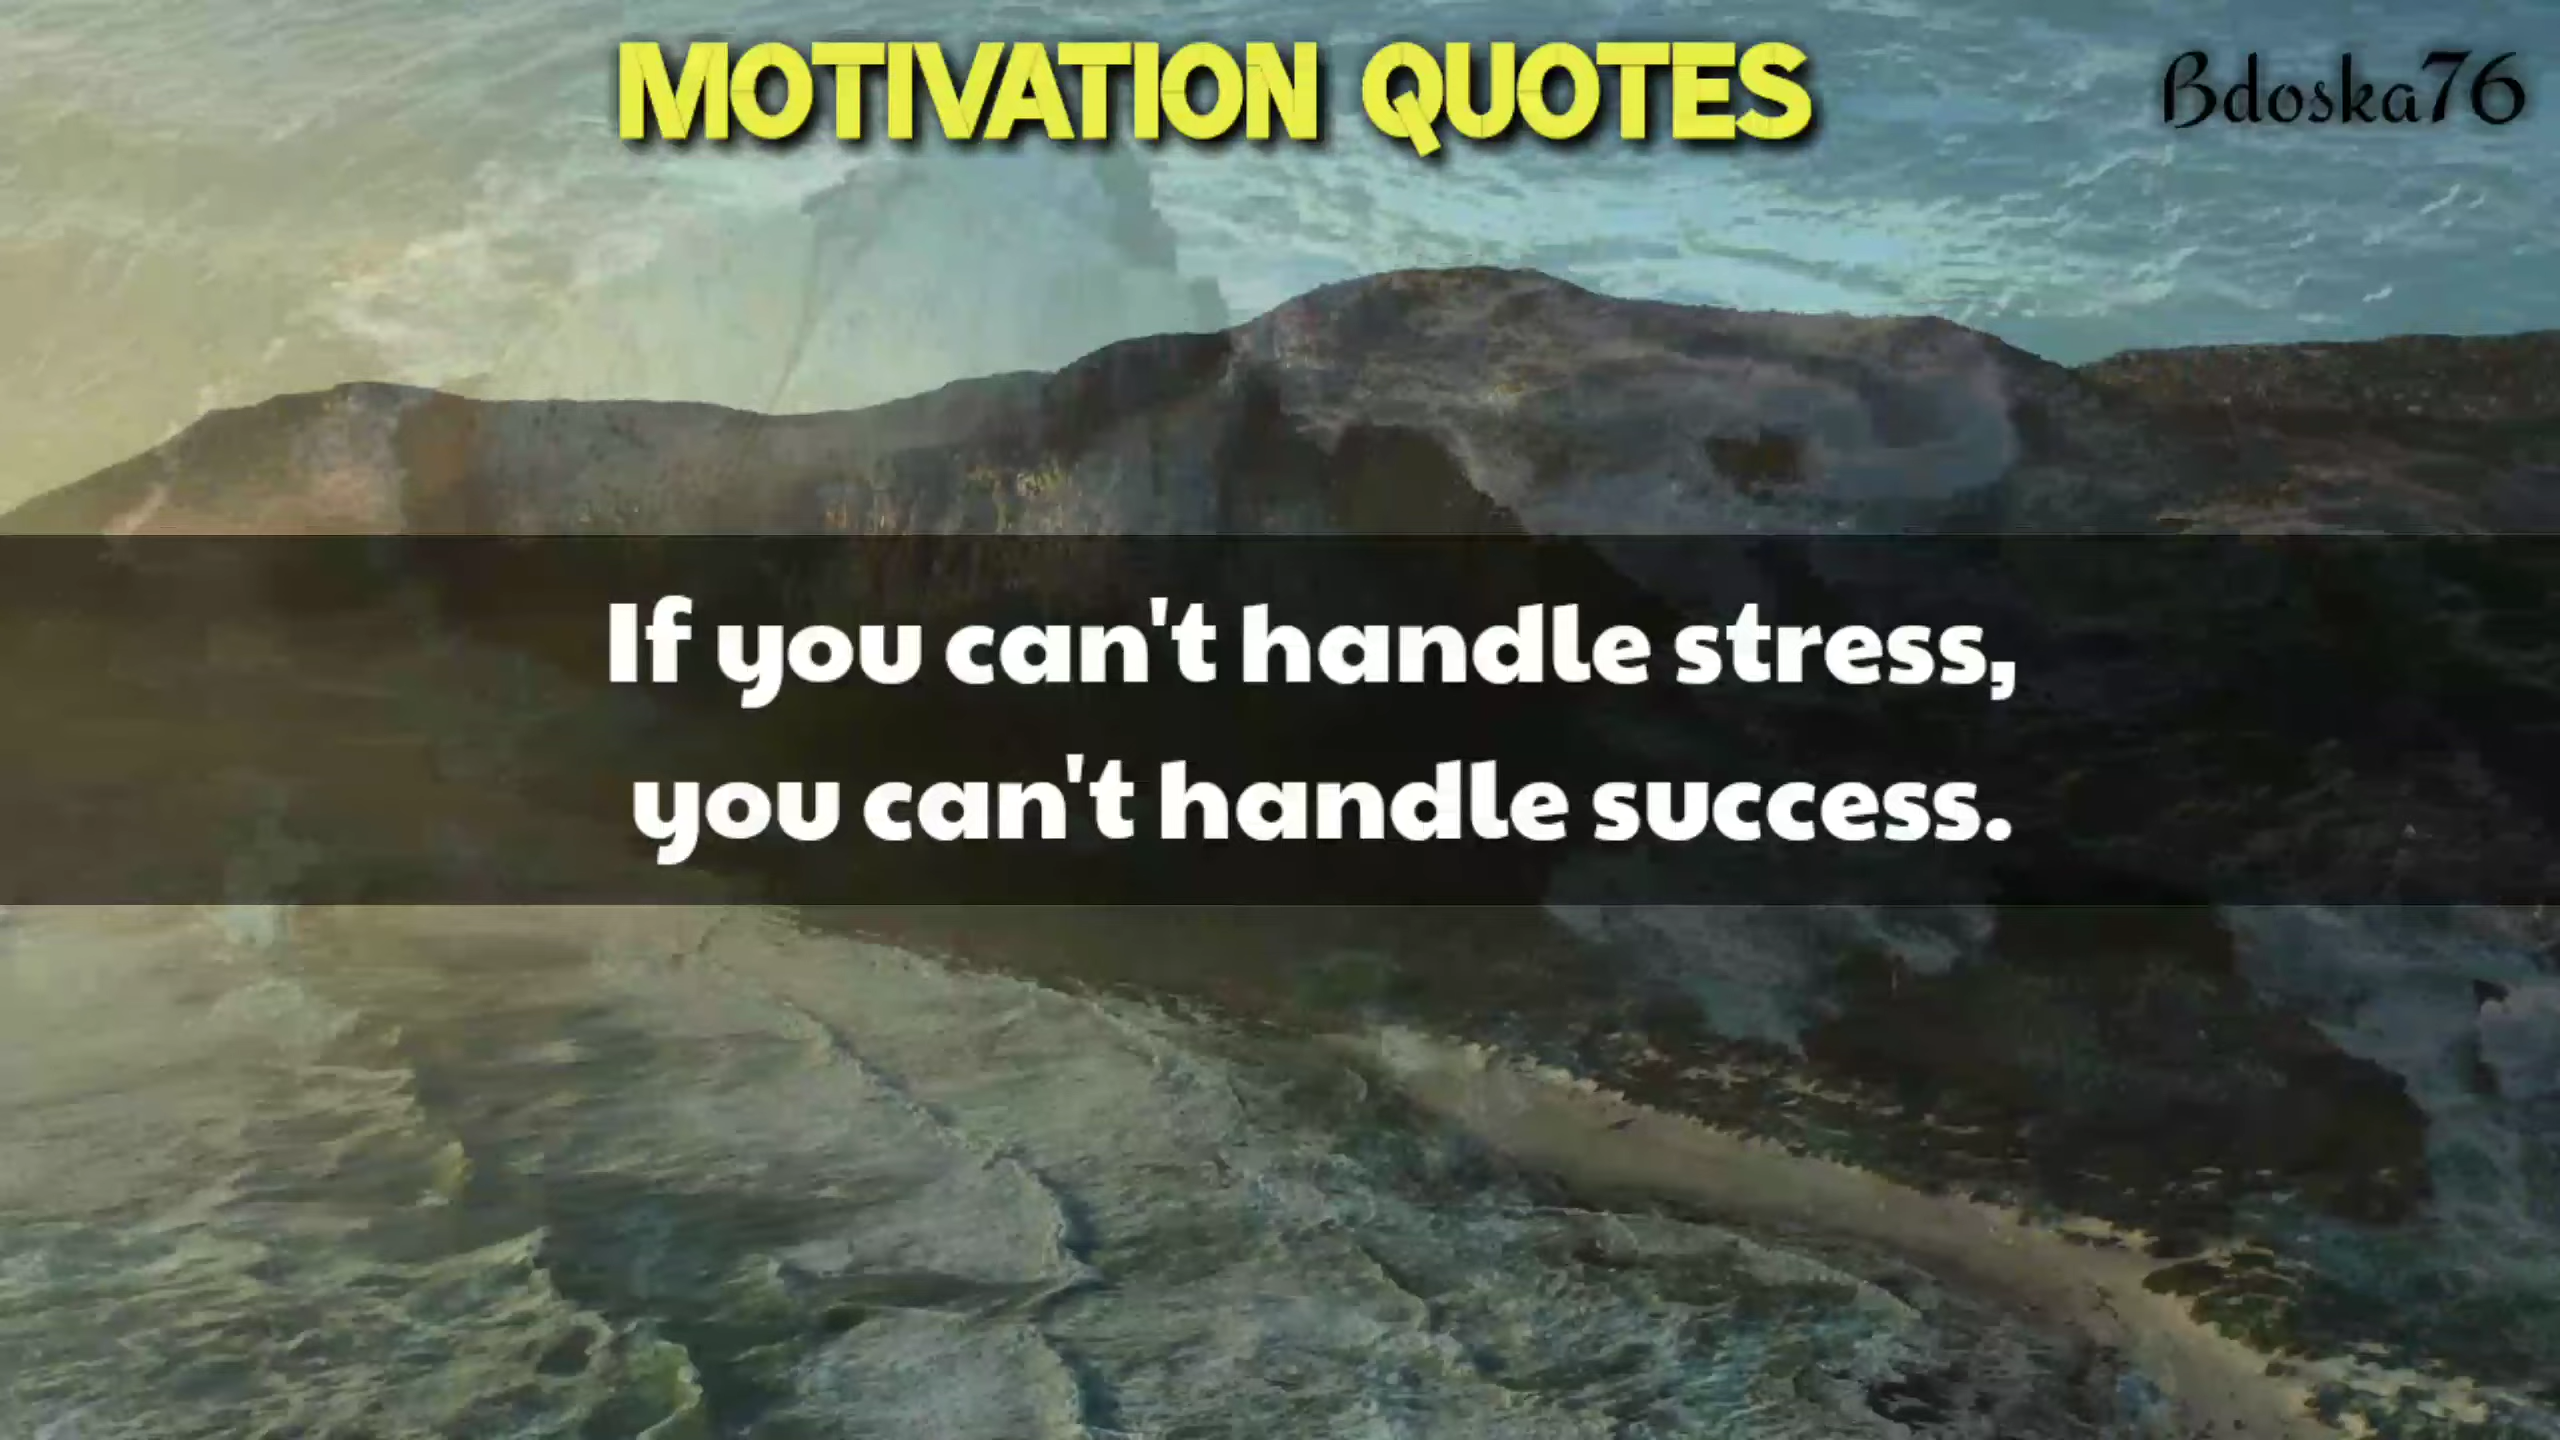 MOTIVATION QUOTES
Bdoska76
If you can't handle stress,
you can't handle success.